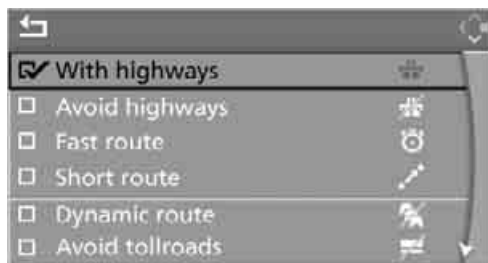 With highways
Avoid highways
Fast route
Short route
Dynamic route
Avoid tollroads